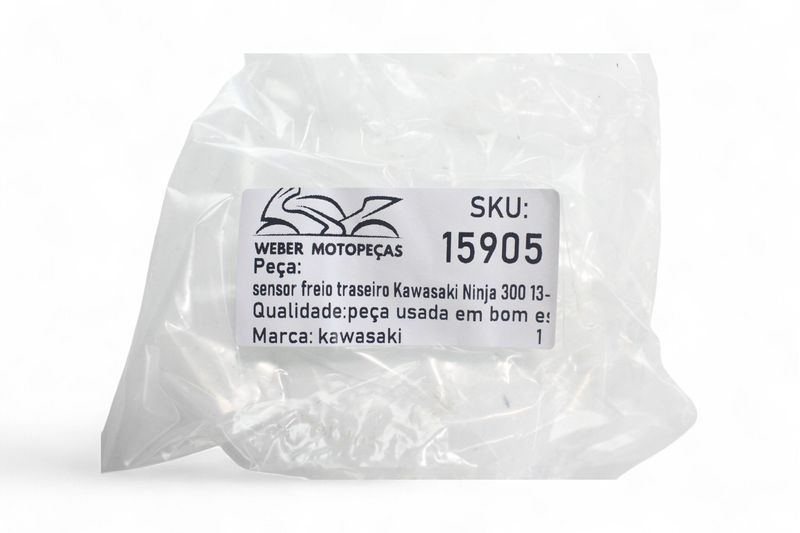 SKU:
WEBER MOTOPEÇAS
15905
Peça:
sensor freio traseiro Kawasaki Ninja 300 13-
Qualidade:peça usada em bom es
Marca: kawasaki 1